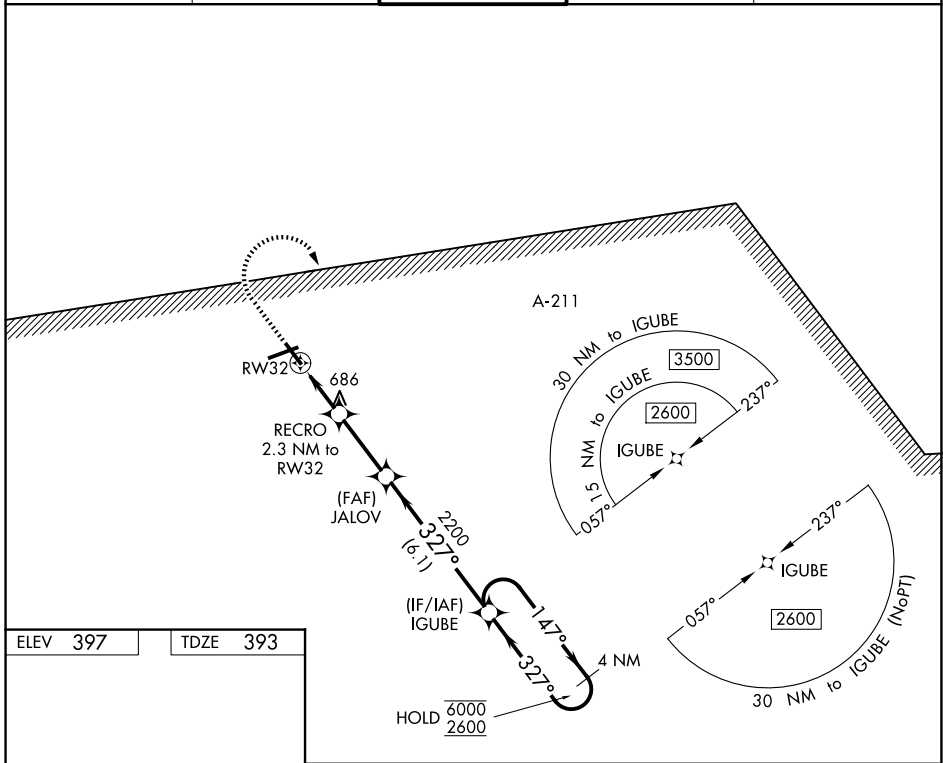 A-211
30 NM to IGUBE
3500
15 NM to IGUBE
2600
237°
IGUBE
057°
RW32
686
RECRO
2.3 NM to
RW32
(FAF)
JALOV
2200
327°
(6.1)
237°
IGUBE
057°
2600
30 NM to IGUBE (NoPT)
(IF/IAF)
IGUBE
147°
327°
4 NM
HOLD 6000
2600
ELEV 397
TDZE 393